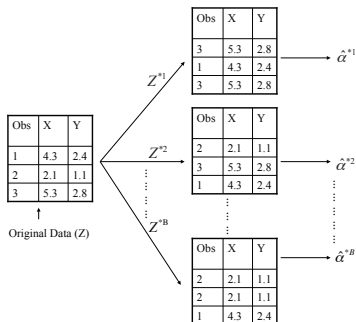 Obs X Y
3 5.3 2.8
1 4.3 2.4
3 5.3 2.8
Z*1
α̂*1
Obs X Y
1 4.3 2.4
2 2.1 1.1
3 5.3 2.8
Original Data (Z)
Z*2
Obs X Y
2 2.1 1.1
3 5.3 2.8
1 4.3 2.4
α̂*2
Z*B
Obs X Y
2 2.1 1.1
2 2.1 1.1
1 4.3 2.4
α̂*B